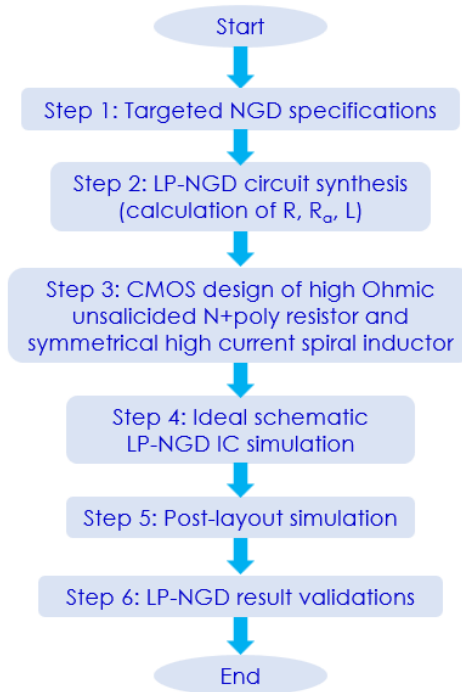 Start
Step 1: Targeted NGD specifications
Step 2: LP-NGD circuit synthesis
(calculation of R, Rₐ, L)
Step 3: CMOS design of high Ohmic
unsalicided N+poly resistor and
symmetrical high current spiral inductor
Step 4: Ideal schematic
LP-NGD IC simulation
Step 5: Post-layout simulation
Step 6: LP-NGD result validations
End